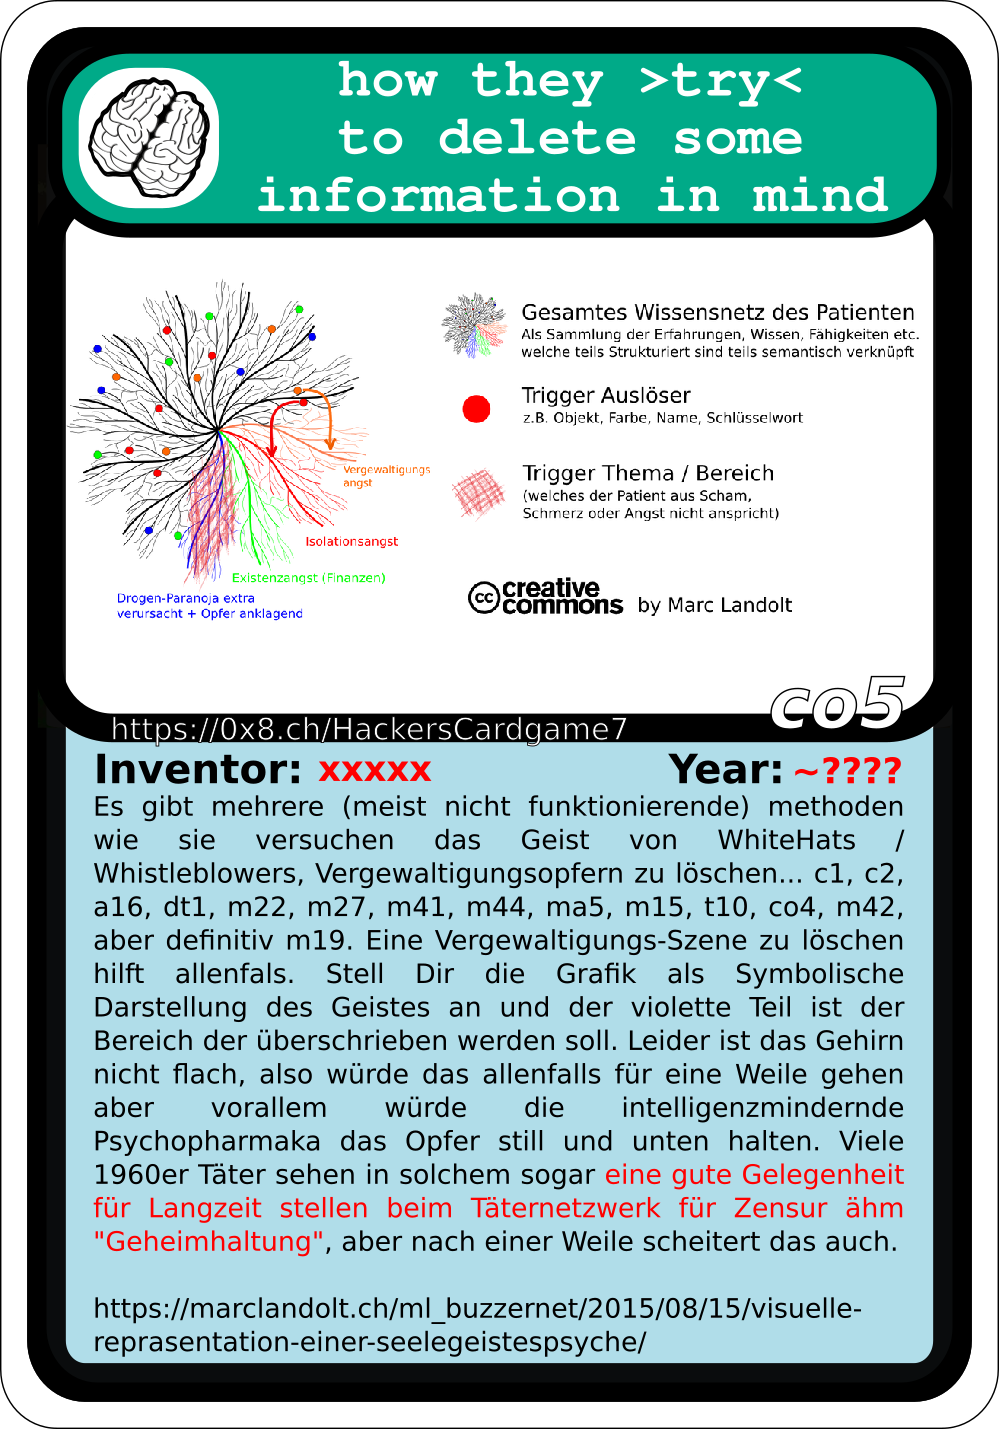 how they >try<
to delete some
information in mind
Gesamtes Wissensnetz des Patienten
Als Sammlung der Erfahrungen, Wissen, Fähigkeiten etc.
welche teils Strukturiert sind teils semantisch verknüpft
Trigger Auslöser
z.B. Objekt, Farbe, Name, Schlüsselwort
Trigger Thema / Bereich
(welches der Patient aus Scham,
Schmerz oder Angst nicht anspricht)
Vergewaltigungs
angst
Isolationsangst
Existenzangst (Finanzen)
Drogen-Paranoja extra
verursacht + Opfer anklagend
cc creative
commons by Marc Landolt
co5
https://0x8.ch/HackersCardgame7
Inventor: xxxxx Year: ~????
Es gibt mehrere (meist nicht funktionierende) methoden
wie sie versuchen das Geist von WhiteHats /
Whistleblowers, Vergewaltigungsopfern zu löschen... c1, c2,
a16, dt1, m22, m27, m41, m44, ma5, m15, t10, co4, m42,
aber definitiv m19. Eine Vergewaltigungs-Szene zu löschen
hilft allenfals. Stell Dir die Grafik als Symbolische
Darstellung des Geistes an und der violette Teil ist der
Bereich der überschrieben werden soll. Leider ist das Gehirn
nicht flach, also würde das allenfalls für eine Weile gehen
aber vorallem würde die intelligenzmindernde
Psychopharmaka das Opfer still und unten halten. Viele
1960er Täter sehen in solchem sogar eine gute Gelegenheit
für Langzeit stellen beim Täternetzwerk für Zensur ähm
"Geheimhaltung", aber nach einer Weile scheitert das auch.
https://marclandolt.ch/ml_buzzernet/2015/08/15/visuelle-
reprasentation-einer-seelegeistespsyche/